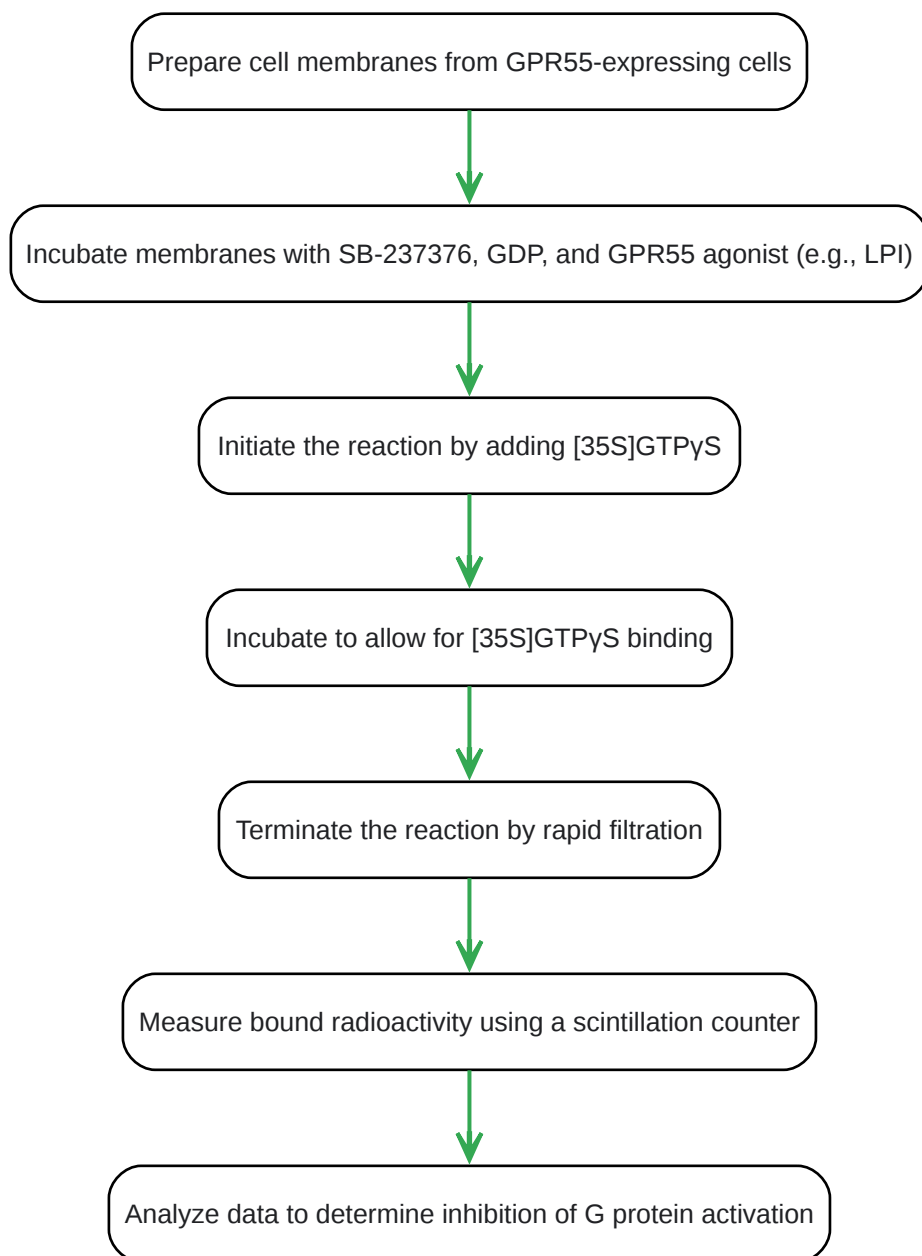 Prepare cell membranes from GPR55-expressing cells
Incubate membranes with SB-237376, GDP, and GPR55 agonist (e.g., LPI)
Initiate the reaction by adding [35S]GTPγS
Incubate to allow for [35S]GTPγS binding
Terminate the reaction by rapid filtration
Measure bound radioactivity using a scintillation counter
Analyze data to determine inhibition of G protein activation